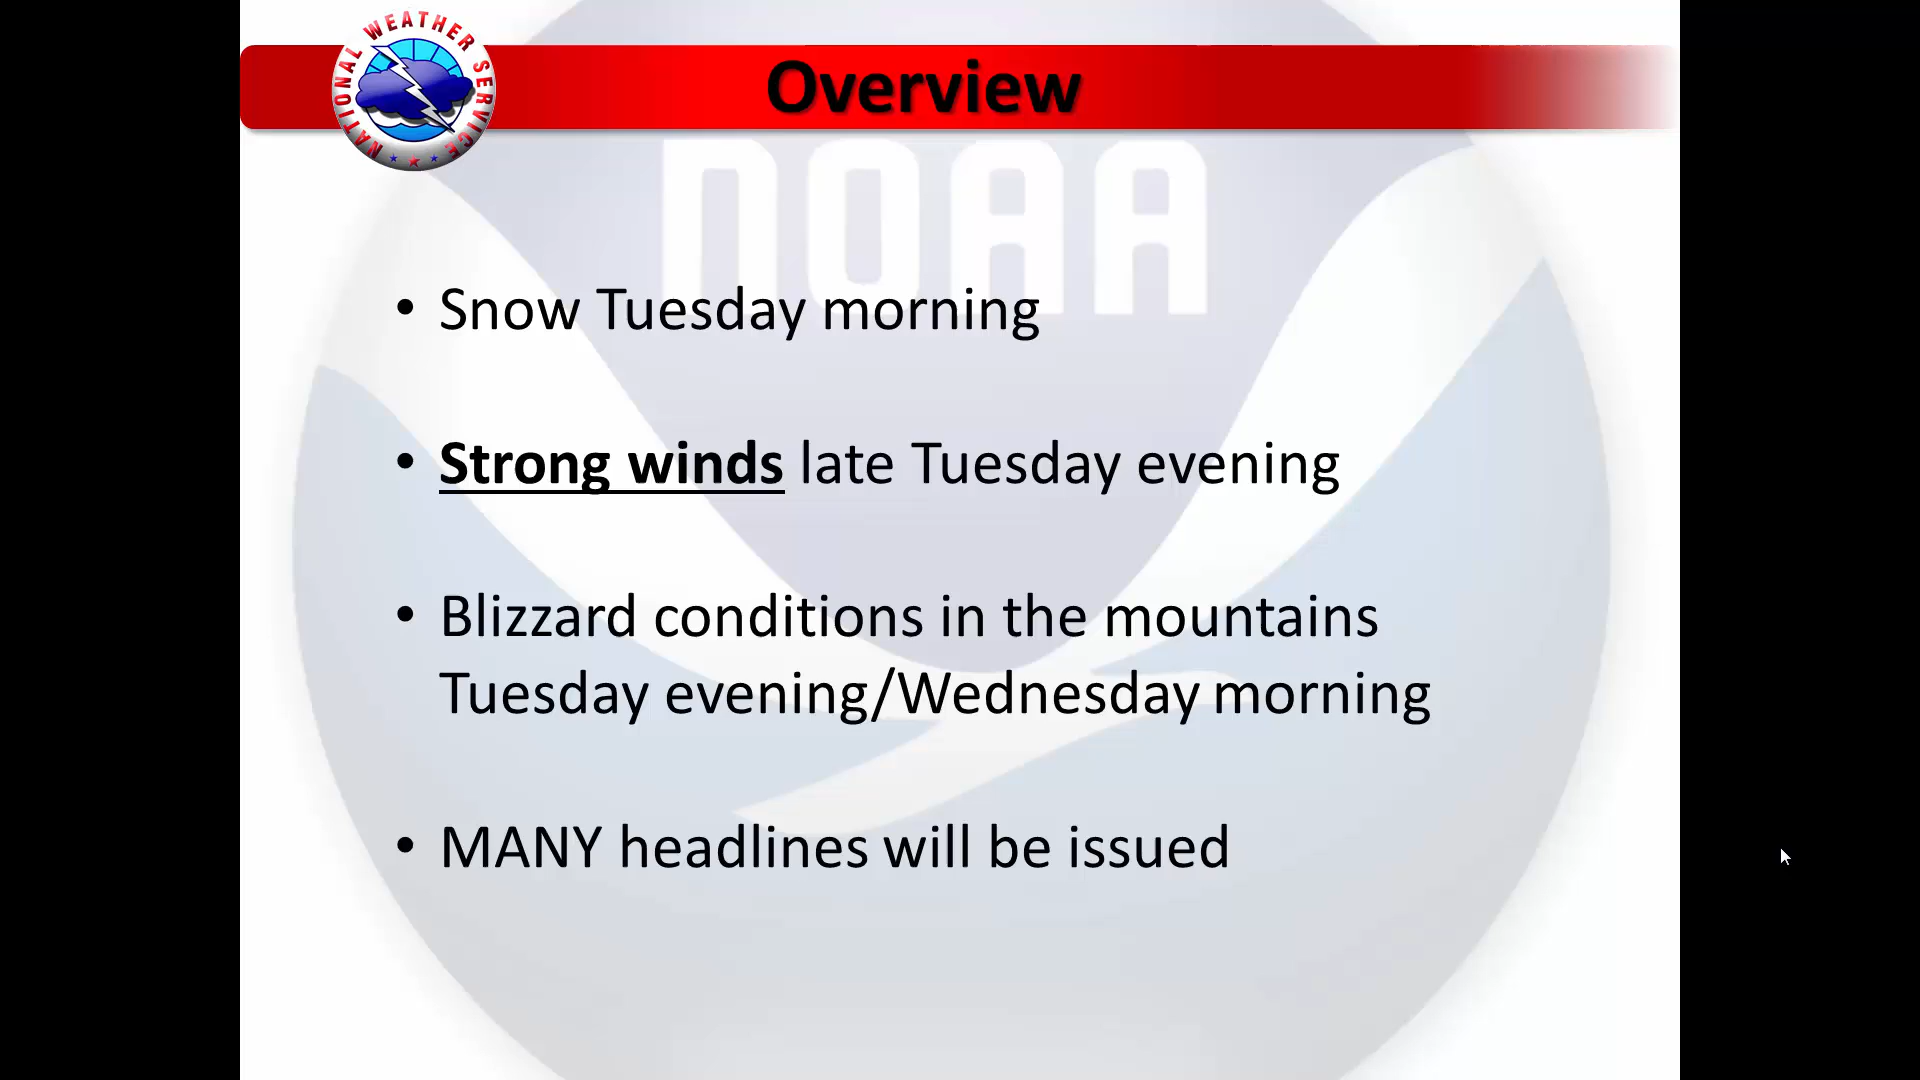 NATIONAL WEATHER SERVICE
Overview
NOAA
• Snow Tuesday morning
• Strong winds late Tuesday evening
• Blizzard conditions in the mountains
Tuesday evening/Wednesday morning
• MANY headlines will be issued